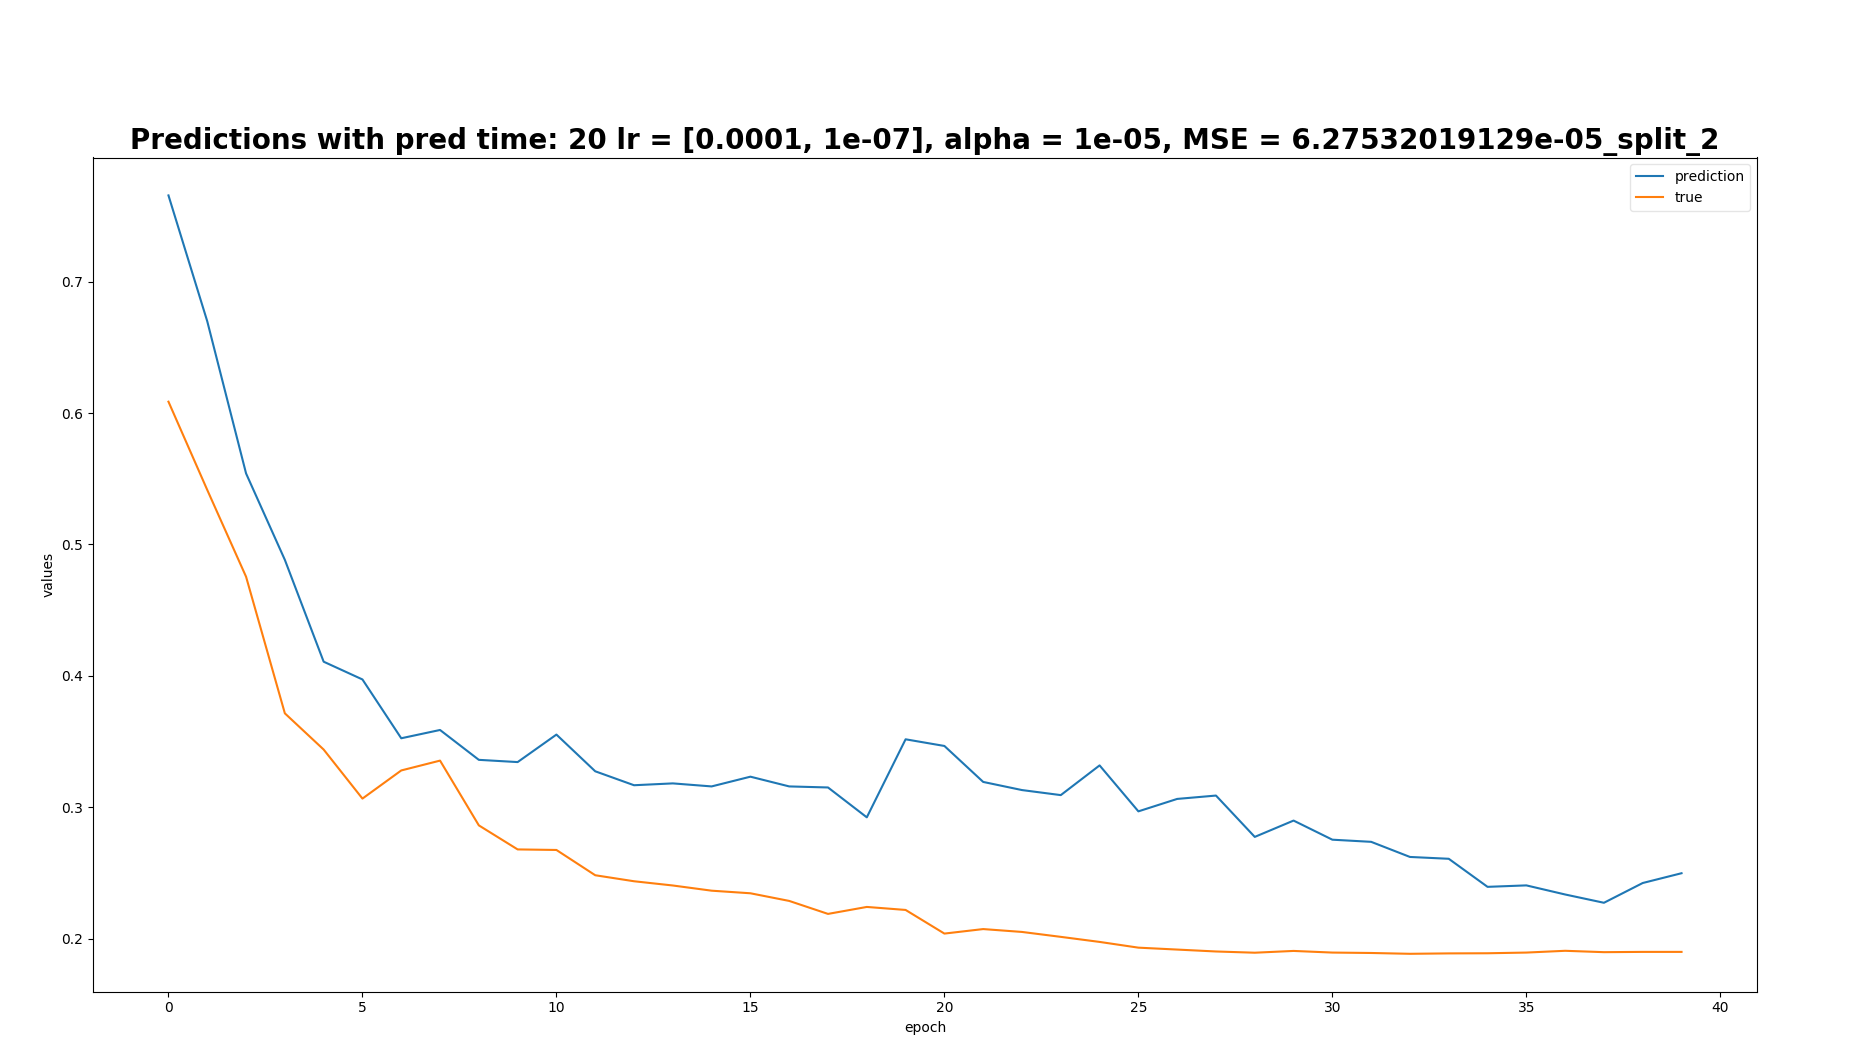 Predictions with pred time: 20 lr = [0.0001, 1e-07], alpha = 1e-05, MSE = 6.27532019129e-05_split_2
prediction
true
0.7
0.6
0.5
0.4
0.3
0.2
values
0 5 10 15 20 25 30 35 40
epoch